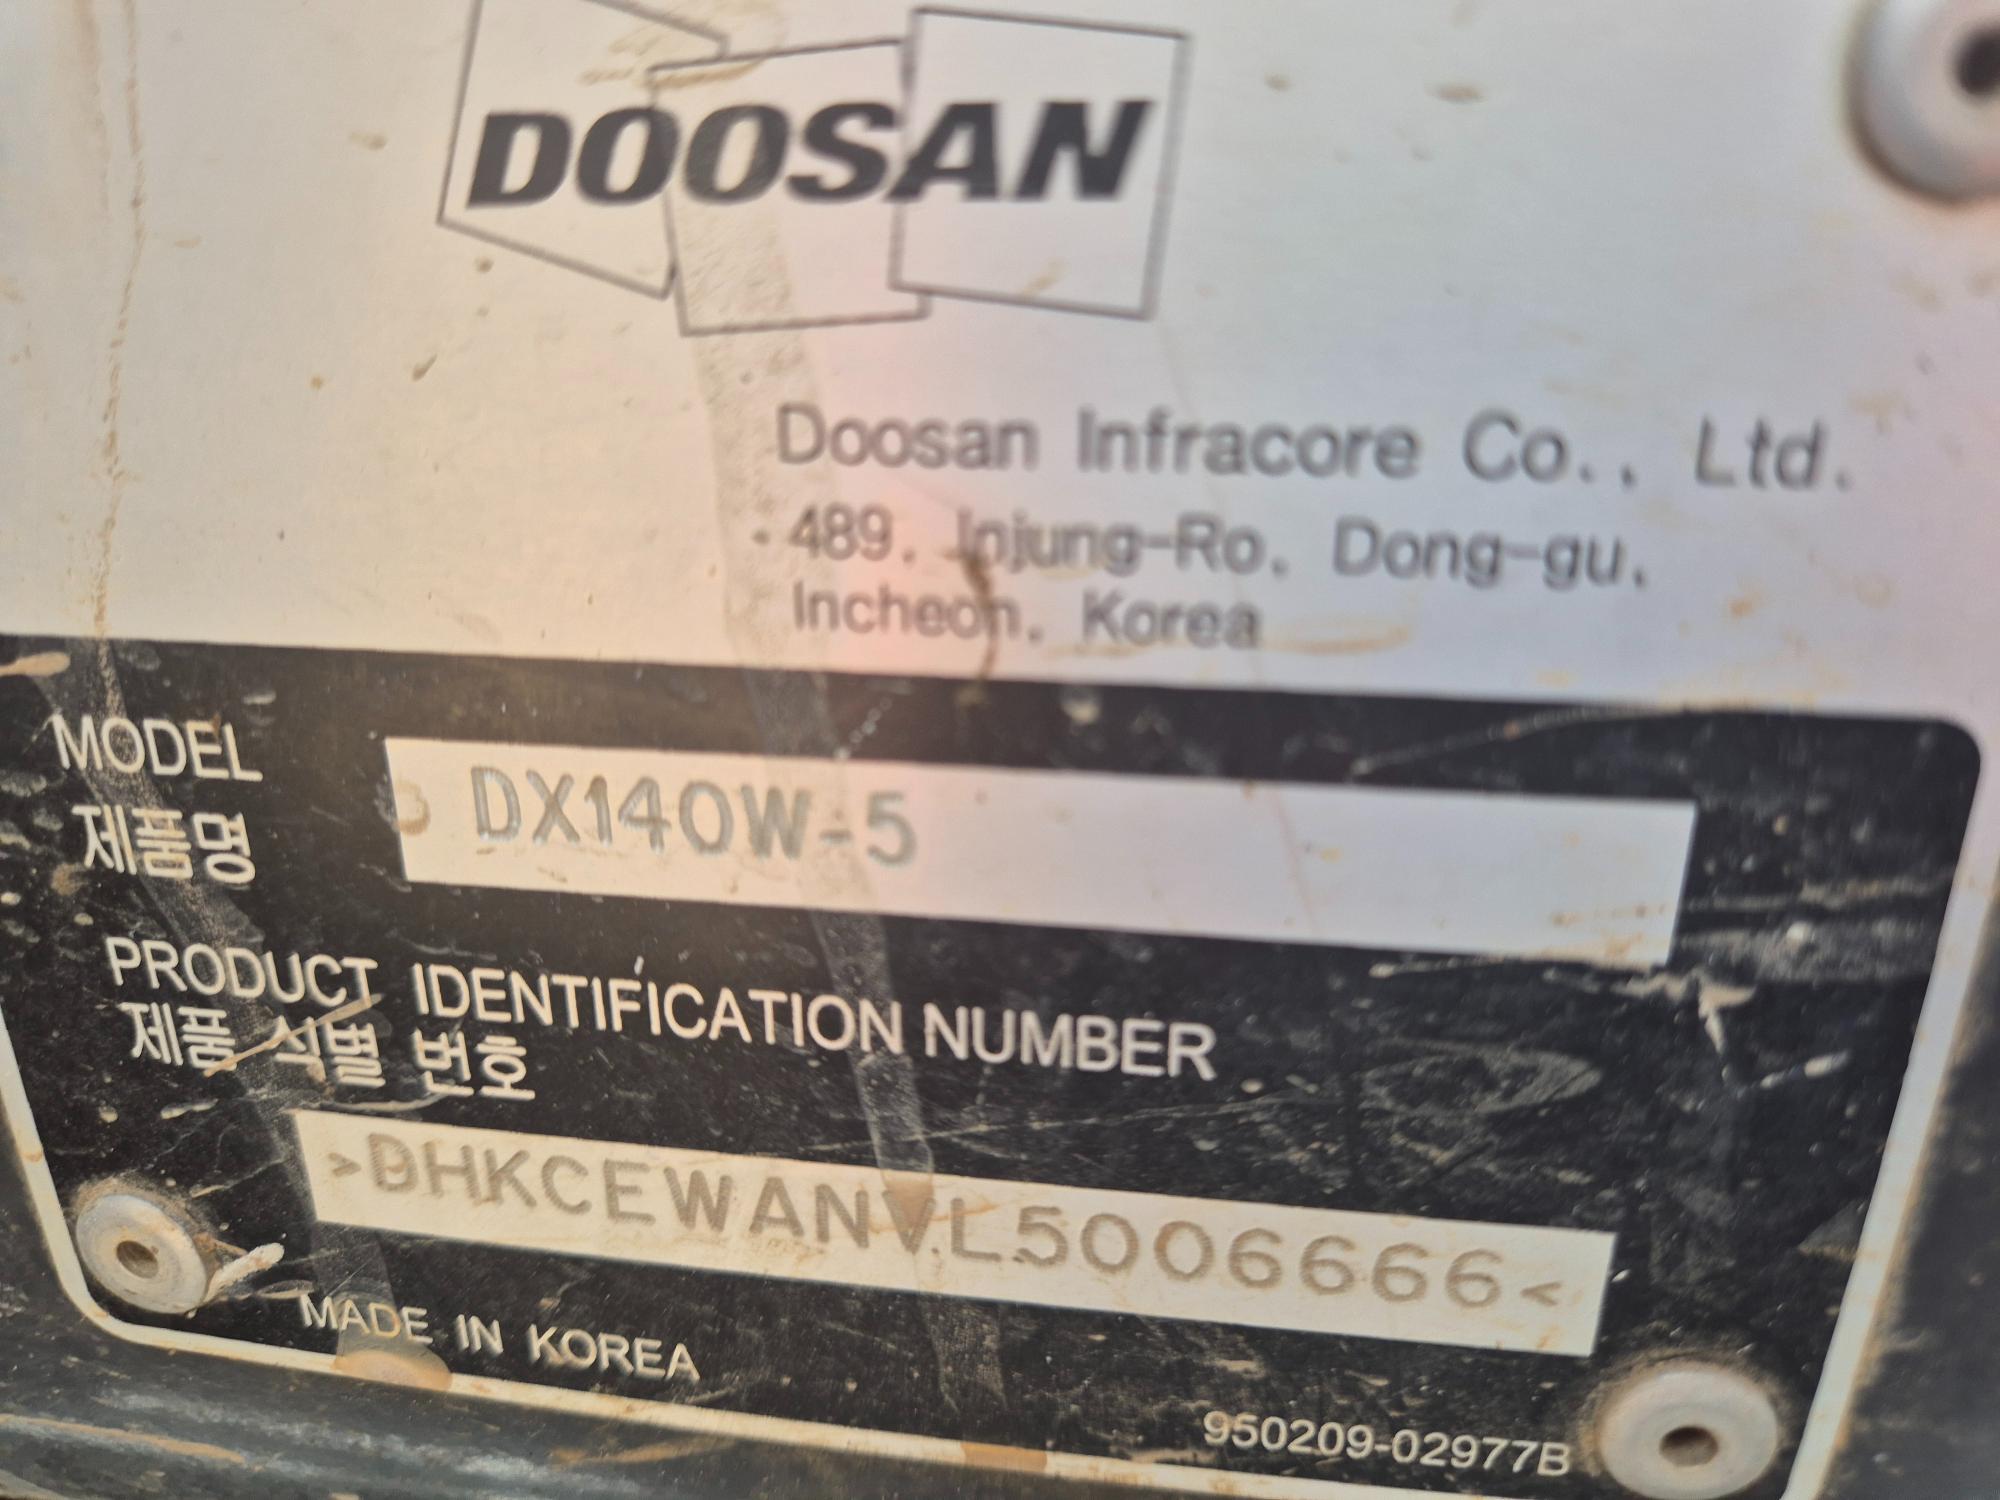 DOOSAN
Doosan Infracore Co., Ltd.
489, Injung-Ro, Dong-gu,
Incheon, Korea
MODEL
제품명
DX140W-5
PRODUCT IDENTIFICATION NUMBER
제품 식별 번호
>DHKCEWANVL5006666<
MADE IN KOREA
950209-02977B